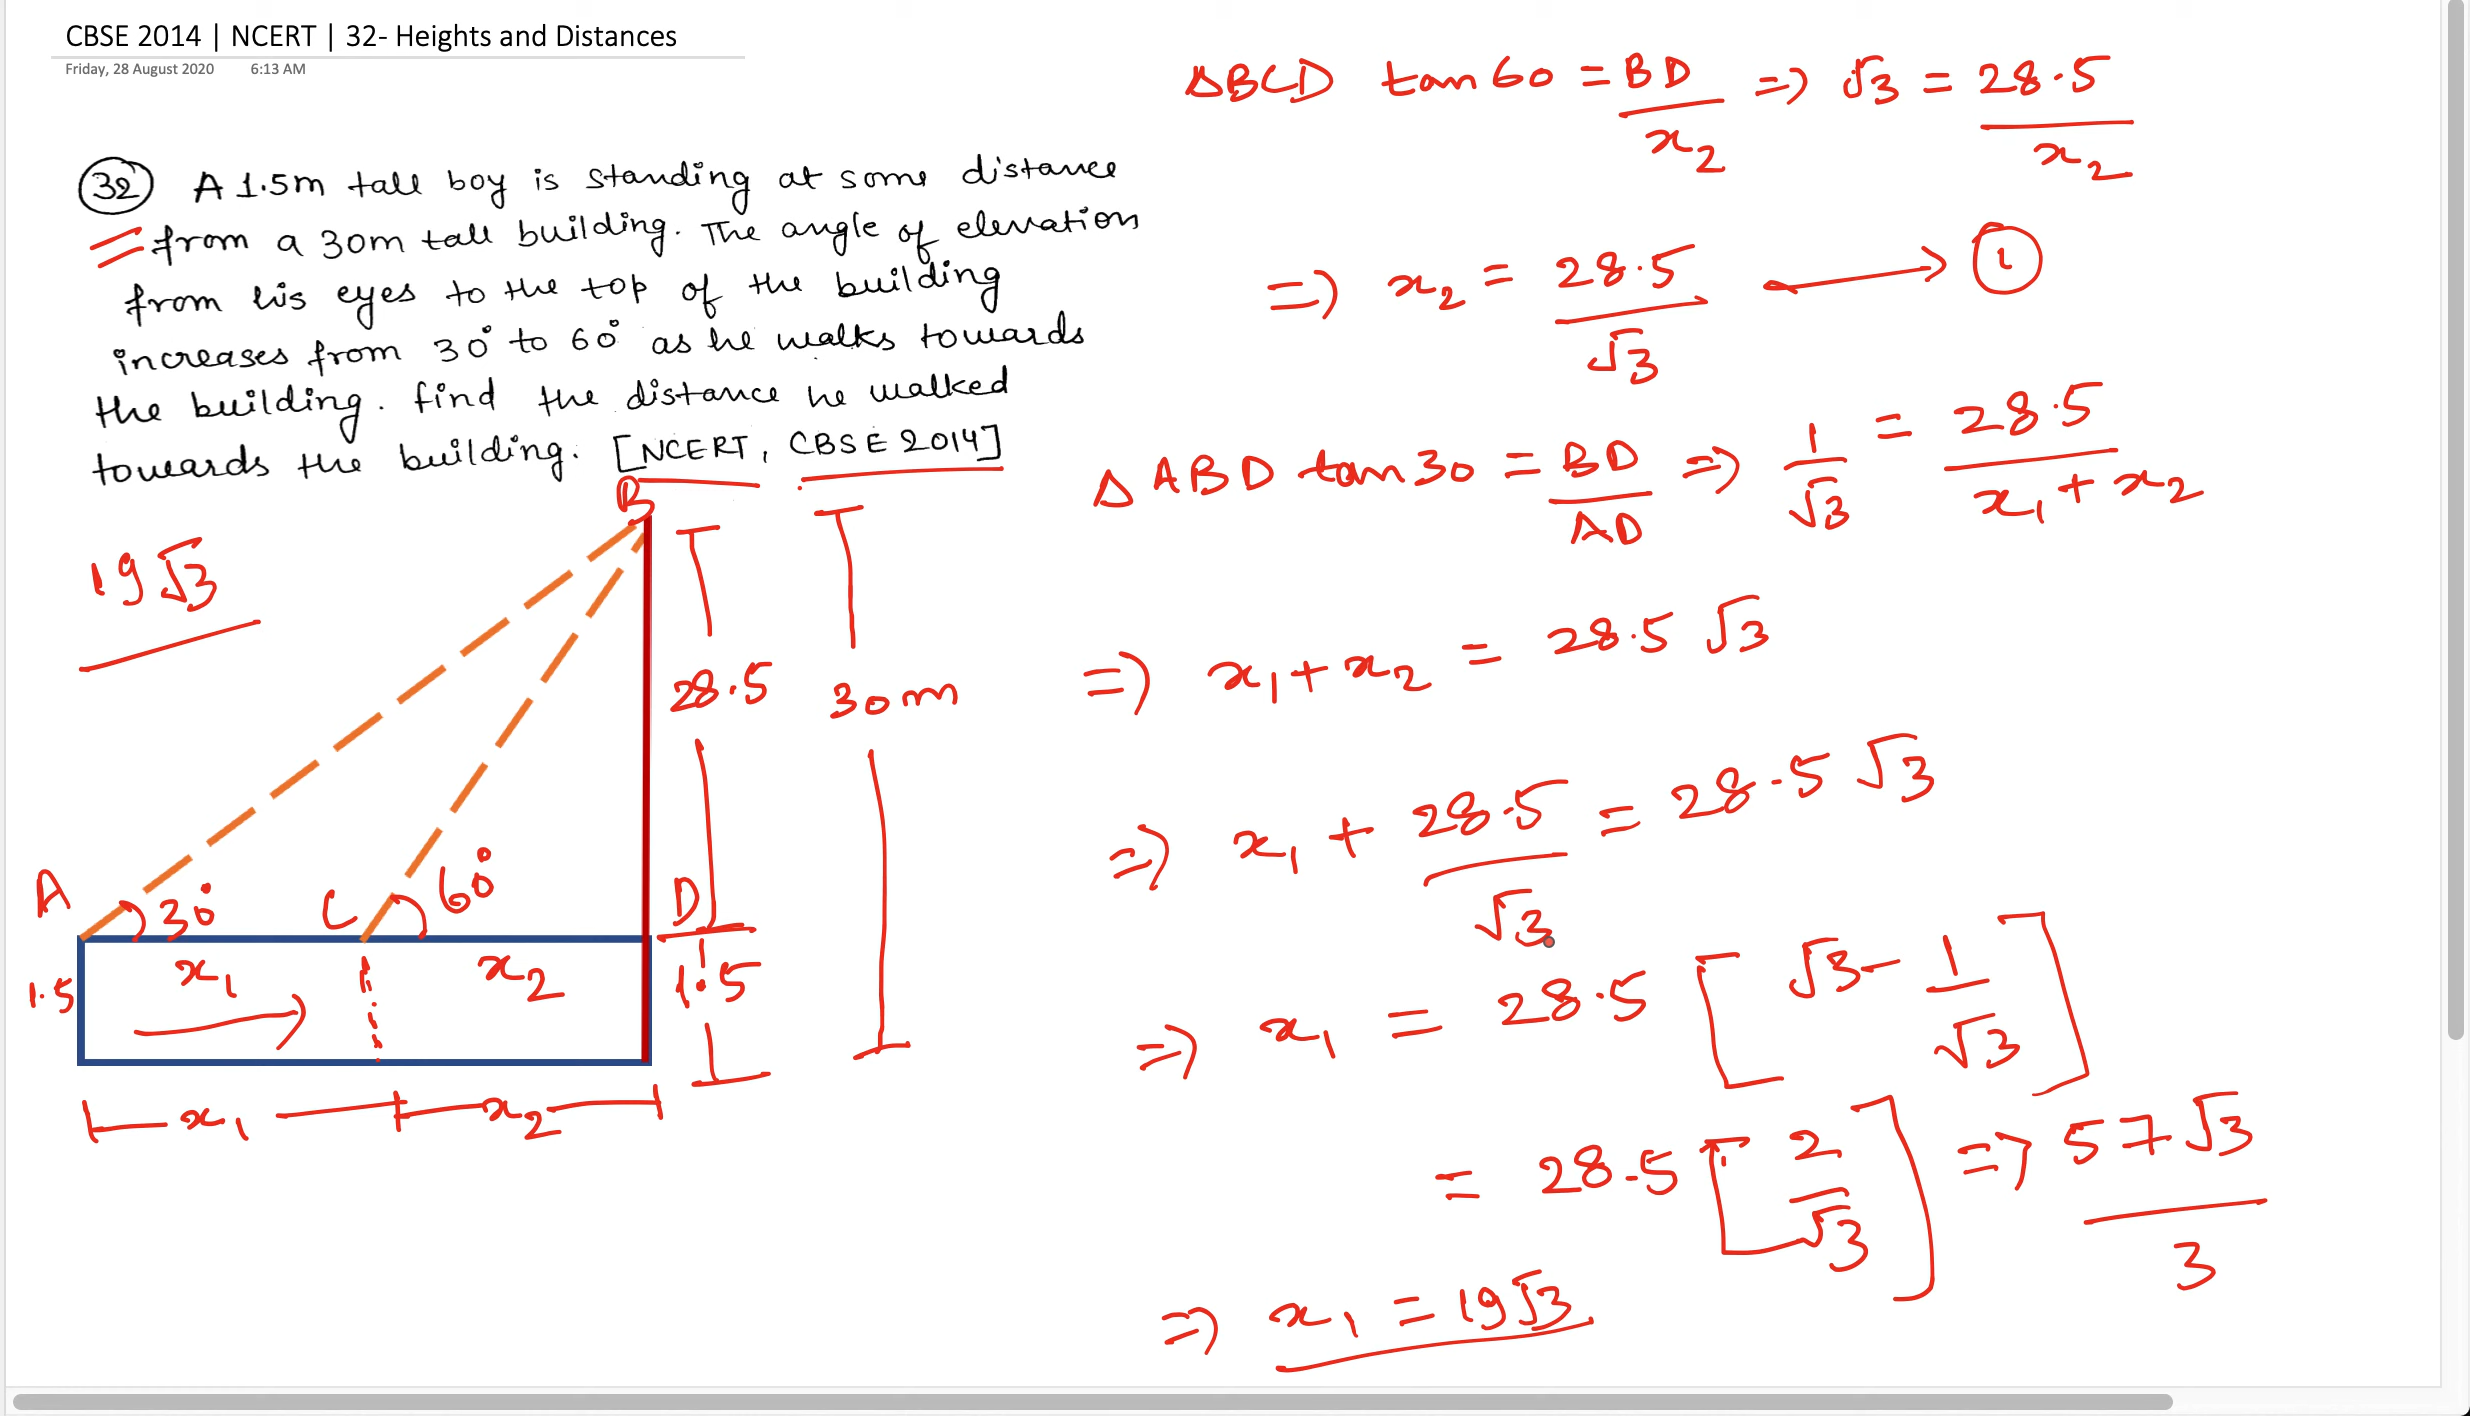 CBSE 2014 | NCERT | 32- Heights and Distances
Friday, 28 August 2020 6:13 AM
32 A 1.5m tall boy is standing at some distance
from a 30m tall building. The angle of elevation
from his eyes to the top of the building
increases from 30° to 60° as he walks towards
the building. find the distance he walked
towards the building. [NCERT, CBSE 2014]
19√3
B
28.5
30m
A
30°
C
60°
D
1.5
x₁
x₂
1.5
x₁
x₂
ΔBCD tan 60 = BD/x₂ => √3 = 28.5/x₂
=> x₂ = 28.5/√3 → 1
Δ ABD tan 30 = BD/AD => 1/√3 = 28.5/x₁ + x₂
=> x₁ + x₂ = 28.5 √3
=> x₁ + 28.5/√3 = 28.5 √3
=> x₁ = 28.5 [√3 - 1/√3]
= 28.5 [2/√3] => 57√3/3
=> x₁ = 19√3